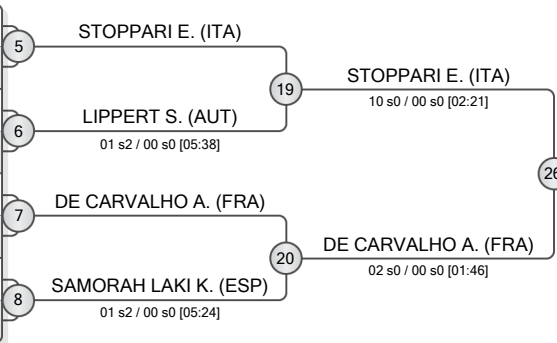 STOPPARI E. (ITA)
5
19
STOPPARI E. (ITA)
10 s0 / 00 s0 [02:21]
LIPPERT S. (AUT)
6
01 s2 / 00 s0 [05:38]
26
DE CARVALHO A. (FRA)
7
20
DE CARVALHO A. (FRA)
02 s0 / 00 s0 [01:46]
SAMORAH LAKI K. (ESP)
8
01 s2 / 00 s0 [05:24]